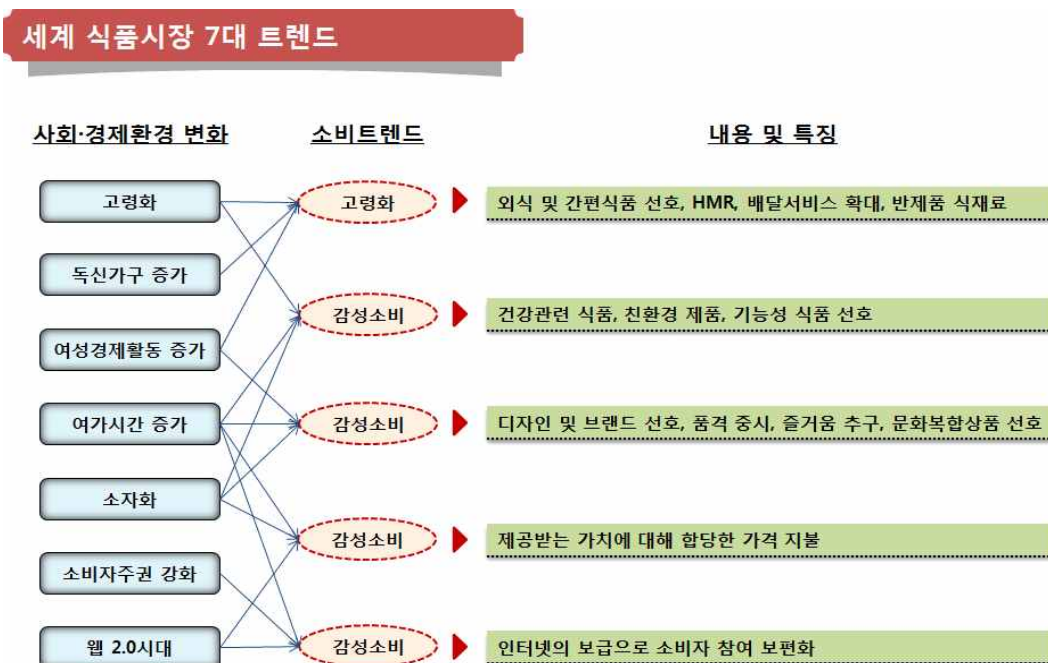 세계 식품시장 7대 트렌드
사회·경제환경 변화
소비트렌드
내용 및 특징
고령화
고령화
외식 및 간편식품 선호, HMR, 배달서비스 확대, 반제품 식재료
독신가구 증가
감성소비
건강관련 식품, 친환경 제품, 기능성 식품 선호
여성경제활동 증가
여가시간 증가
감성소비
디자인 및 브랜드 선호, 품격 중시, 즐거움 추구, 문화복합상품 선호
소자화
감성소비
제공받는 가치에 대해 합당한 가격 지불
소비자주권 강화
웹 2.0시대
감성소비
인터넷의 보급으로 소비자 참여 보편화